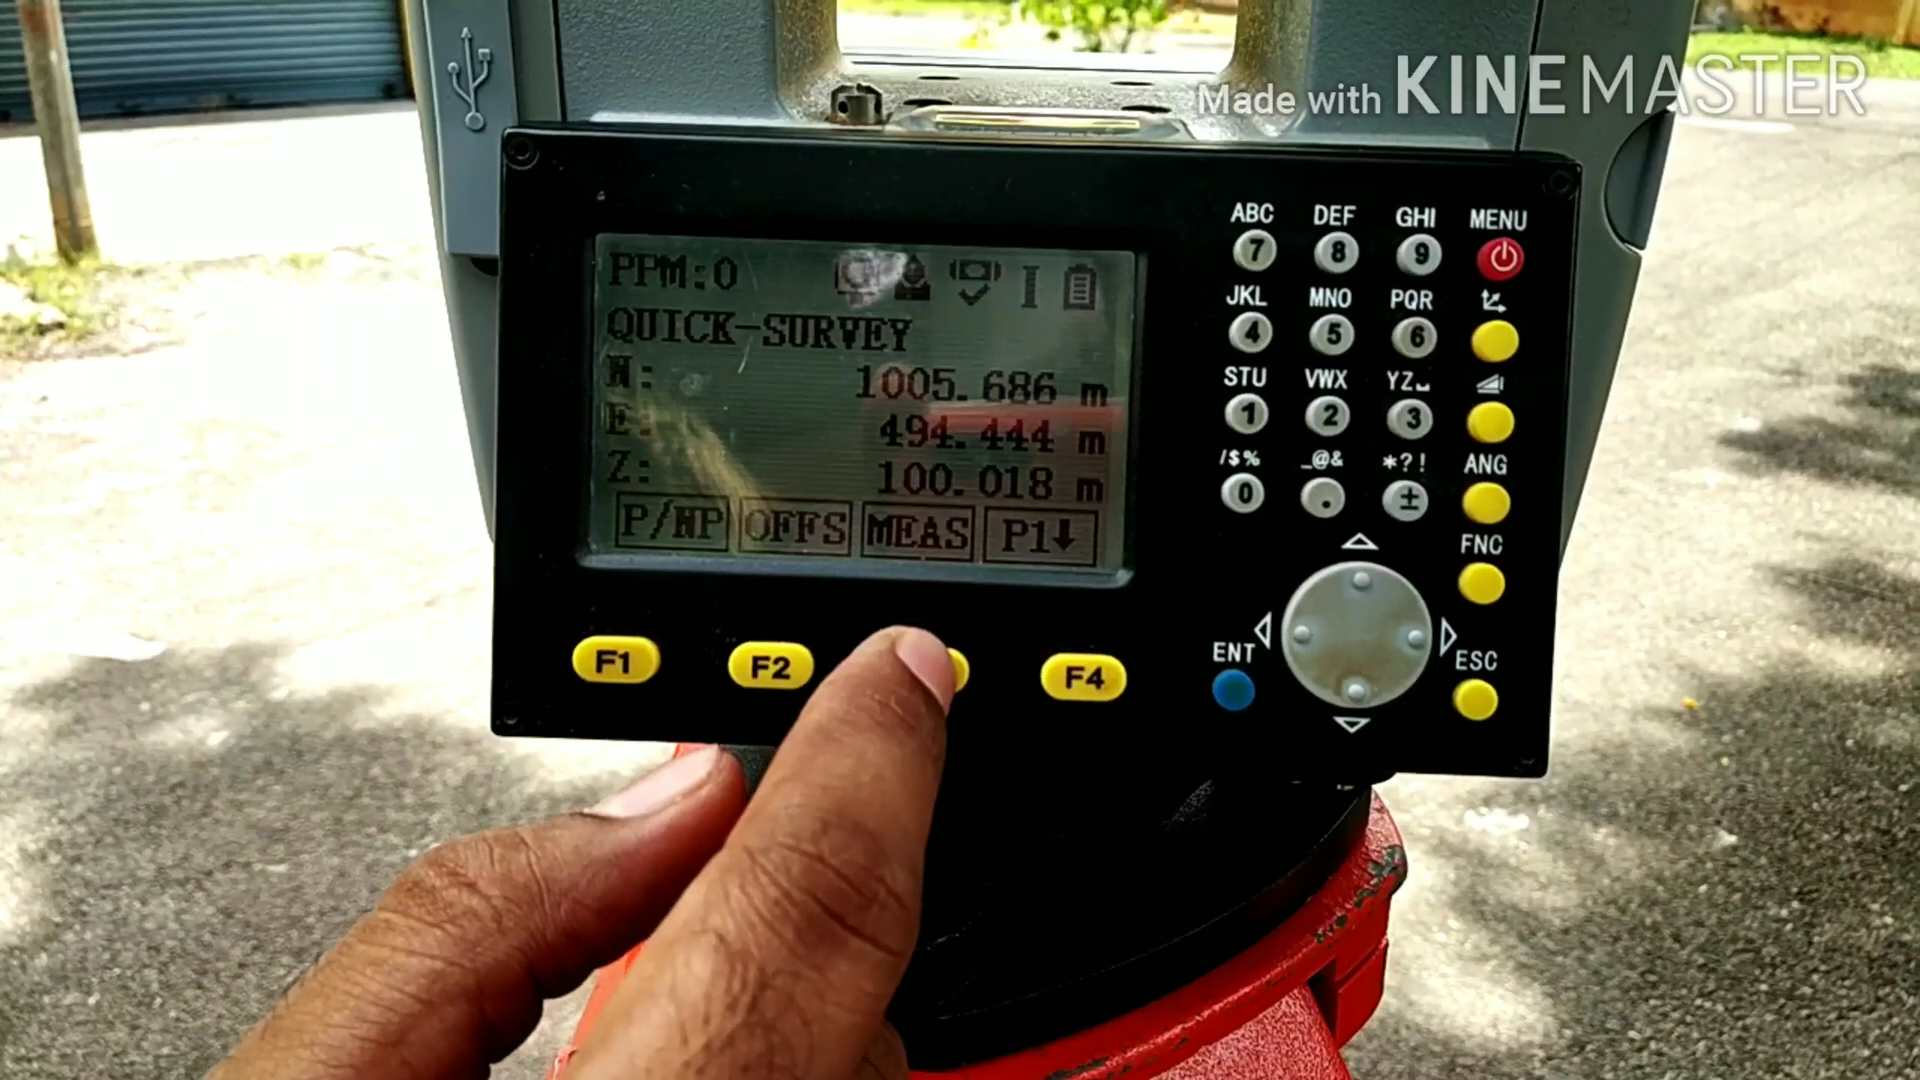 Made with KINEMASTER
PPM:0
QUICK-SURVEY
N: 1005.686 m
E: 494.444 m
Z: 100.018 m
P/NP OFFS MEAS P1↓
F1 F2 F4
ABC DEF GHI MENU
7 8 9
JKL MNO PQR
4 5 6
STU VWX YZ␣
1 2 3
/$% _@& *?! ANG
0 . ±
FNC
ENT ESC